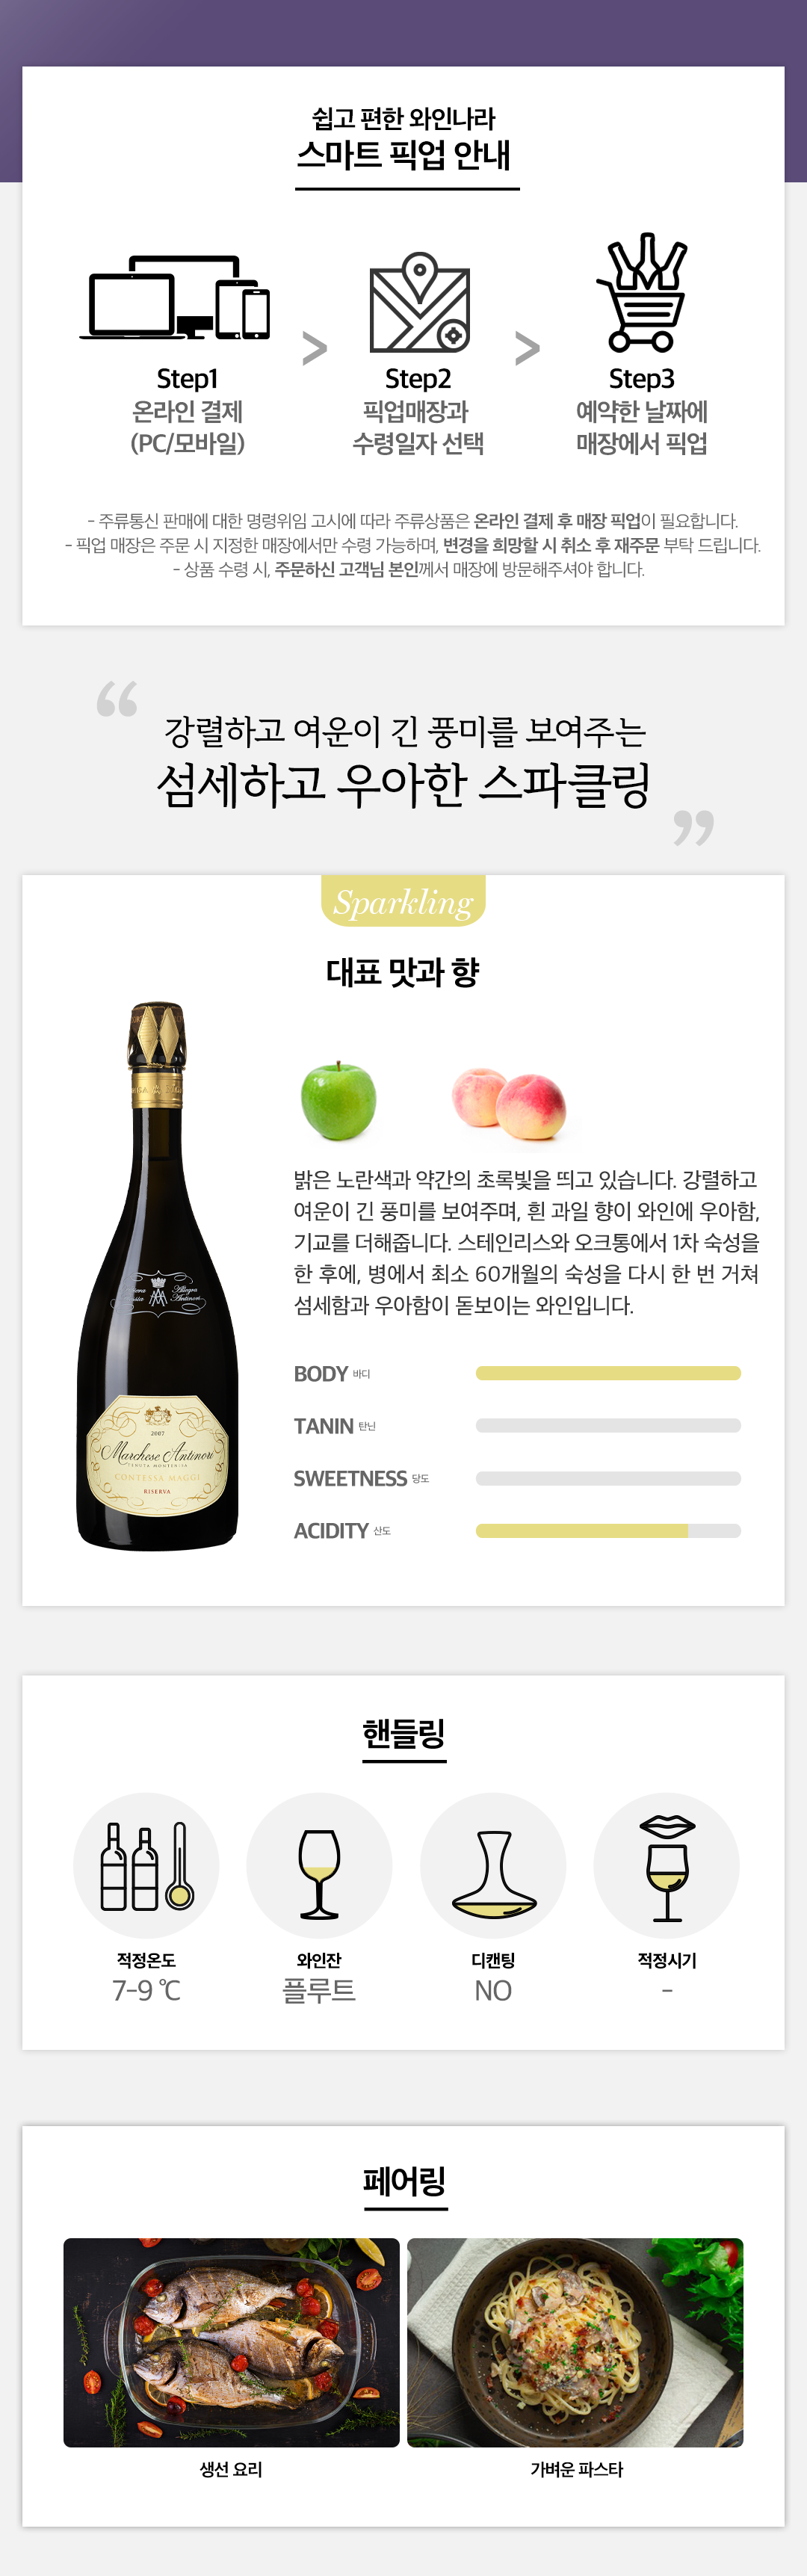 쉽고 편한 와인나라
스마트 픽업 안내
Step1
온라인 결제
(PC/모바일)
>
Step2
픽업매장과
수령일자 선택
>
Step3
예약한 날짜에
매장에서 픽업
- 주류통신 판매에 대한 명령위임 고시에 따라 주류상품은 온라인 결제 후 매장 픽업이 필요합니다.
- 픽업 매장은 주문 시 지정한 매장에서만 수령 가능하며, 변경을 희망할 시 취소 후 재주문 부탁 드립니다.
- 상품 수령 시, 주문하신 고객님 본인께서 매장에 방문해주셔야 합니다.
“
강렬하고 여운이 긴 풍미를 보여주는
섬세하고 우아한 스파클링
”
Sparkling
대표 맛과 향
밝은 노란색과 약간의 초록빛을 띄고 있습니다. 강렬하고
여운이 긴 풍미를 보여주며, 흰 과일 향이 와인에 우아함,
기교를 더해줍니다. 스테인리스와 오크통에서 1차 숙성을
한 후에, 병에서 최소 60개월의 숙성을 다시 한 번 거쳐
섬세함과 우아함이 돋보이는 와인입니다.
Allegra
Antinori
2007
Marchese Antinori
TENUTA MONTENISA
CONTESSA MAGGI
RISERVA
BODY 바디
TANIN 탄닌
SWEETNESS 당도
ACIDITY 산도
핸들링
적정온도
7-9 ℃
와인잔
플루트
디캔팅
NO
적정시기
-
페어링
생선 요리
가벼운 파스타